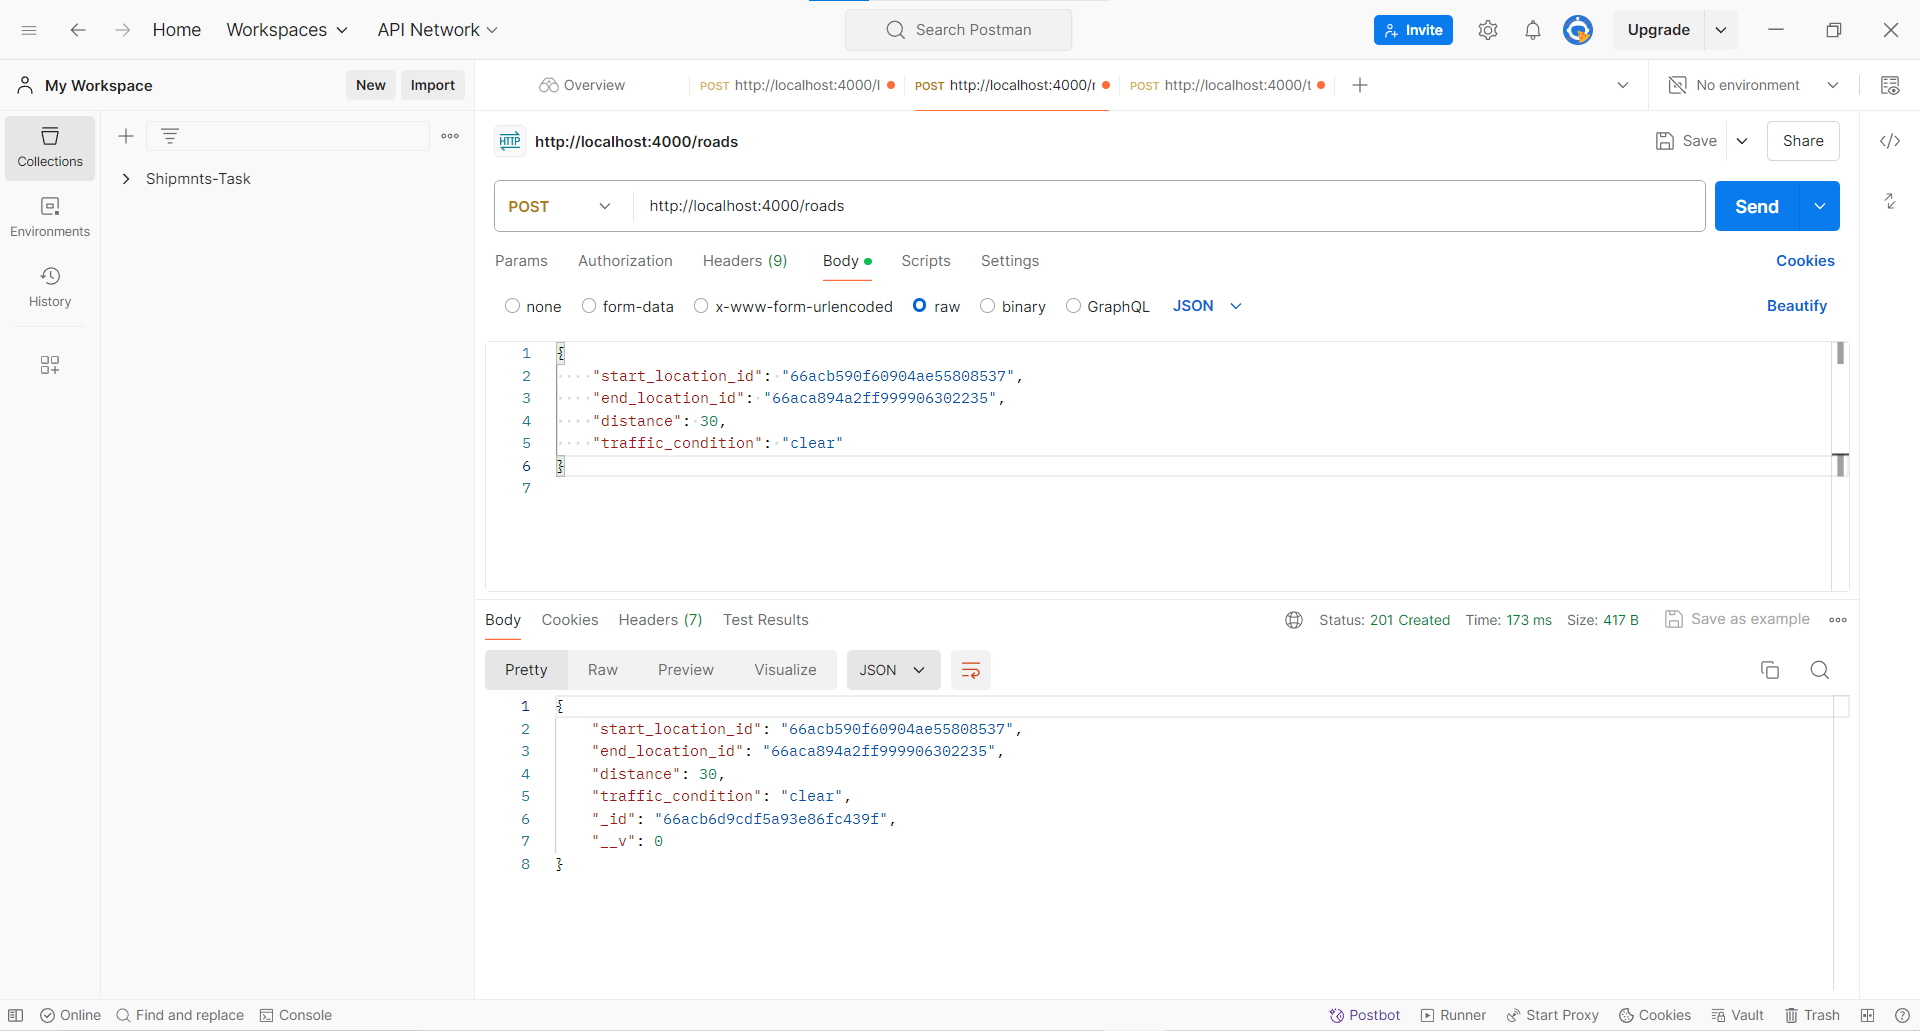 Home Workspaces API Network Search Postman Invite Upgrade
My Workspace New Import Overview POST http://localhost:4000/l POST http://localhost:4000/r POST http://localhost:4000/t No environment
Collections
Shipmnts-Task
Environments
History
HTTP http://localhost:4000/roads Save Share
POST http://localhost:4000/roads Send
Params Authorization Headers (9) Body Scripts Settings Cookies
none form-data x-www-form-urlencoded raw binary GraphQL JSON Beautify
1 {
2 "start_location_id": "66acb590f60904ae55808537",
3 "end_location_id": "66aca894a2ff999906302235",
4 "distance": 30,
5 "traffic_condition": "clear"
6 }
7
Body Cookies Headers (7) Test Results Status: 201 Created Time: 173 ms Size: 417 B Save as example
Pretty Raw Preview Visualize JSON
1 {
2 "start_location_id": "66acb590f60904ae55808537",
3 "end_location_id": "66aca894a2ff999906302235",
4 "distance": 30,
5 "traffic_condition": "clear",
6 "_id": "66acb6d9cdf5a93e86fc439f",
7 "__v": 0
8 }
Online Find and replace Console Postbot Runner Start Proxy Cookies Vault Trash